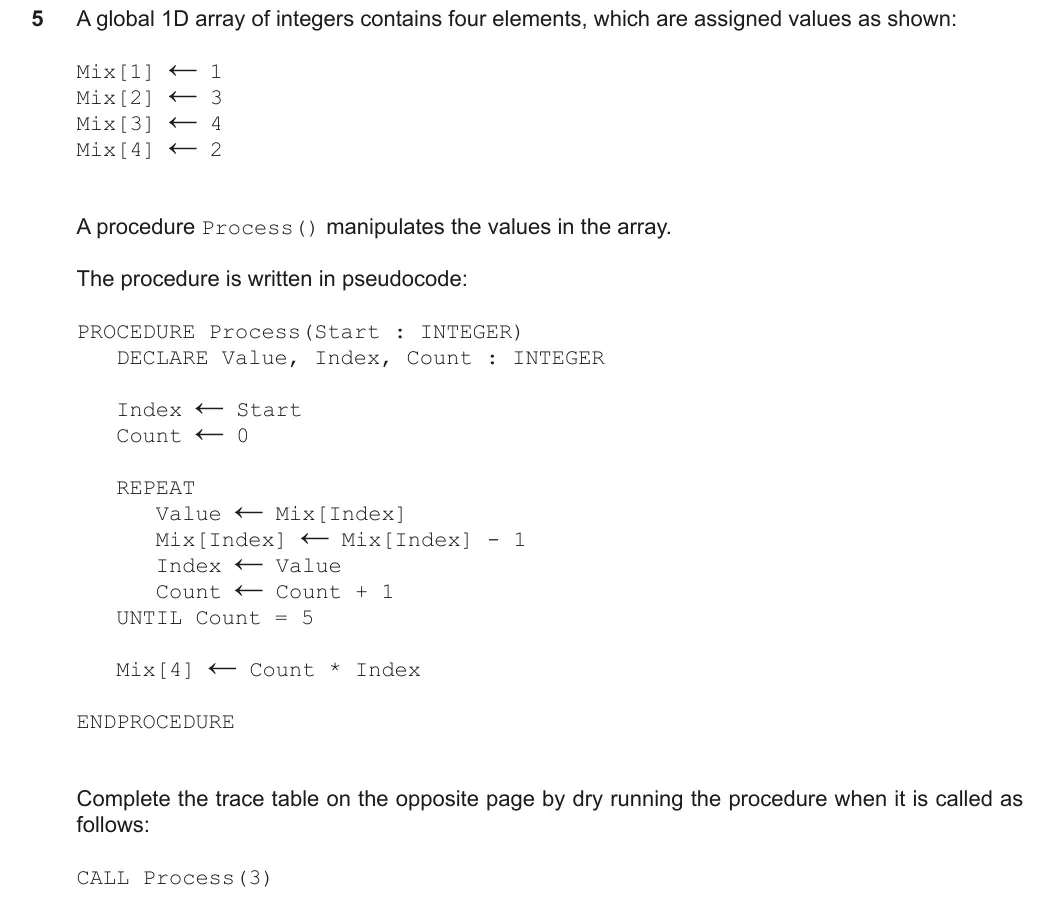 5 A global 1D array of integers contains four elements, which are assigned values as shown:
Mix[1] ← 1
Mix[2] ← 3
Mix[3] ← 4
Mix[4] ← 2
A procedure Process() manipulates the values in the array.
The procedure is written in pseudocode:
PROCEDURE Process(Start : INTEGER)
DECLARE Value, Index, Count : INTEGER
Index ← Start
Count ← 0
REPEAT
Value ← Mix[Index]
Mix[Index] ← Mix[Index] - 1
Index ← Value
Count ← Count + 1
UNTIL Count = 5
Mix[4] ← Count * Index
ENDPROCEDURE
Complete the trace table on the opposite page by dry running the procedure when it is called as
follows:
CALL Process(3)